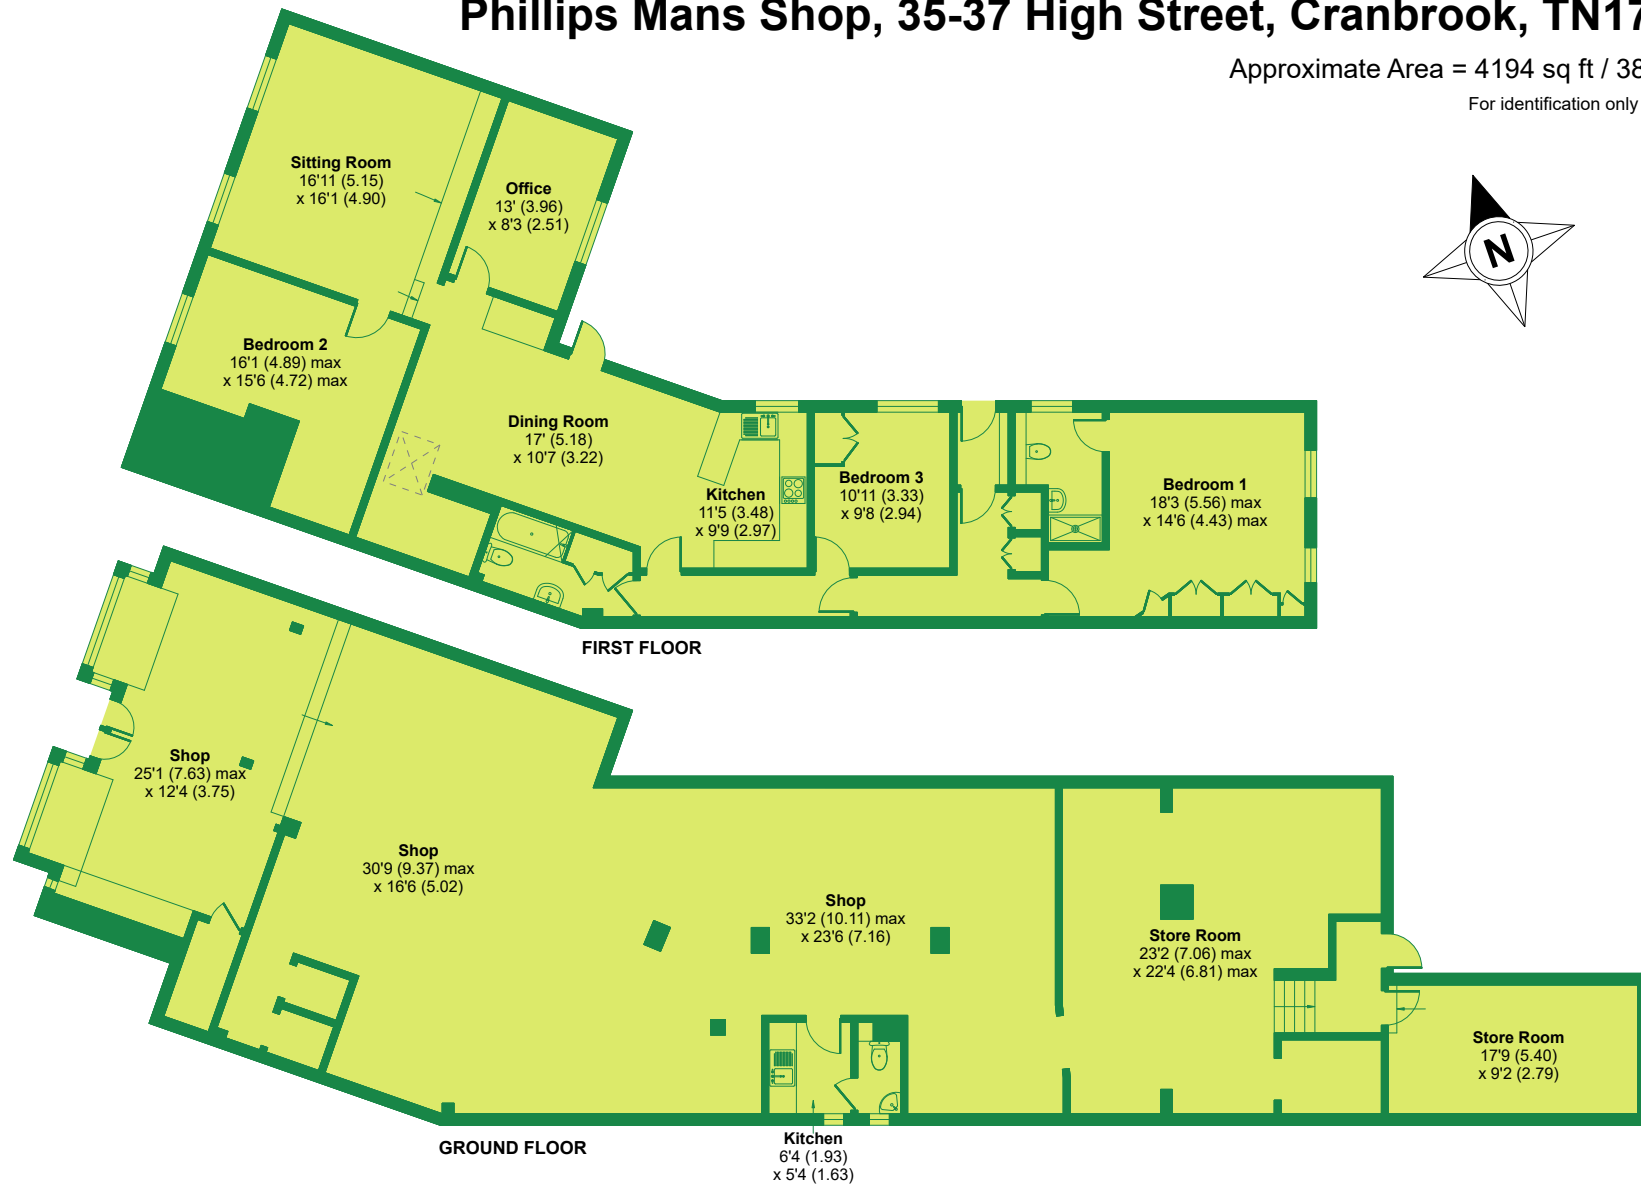 Phillips Mans Shop, 35-37 High Street, Cranbrook, TN17
Approximate Area = 4194 sq ft / 38
For identification only
N
Sitting Room
16'11 (5.15)
x 16'1 (4.90)
Office
13' (3.96)
x 8'3 (2.51)
Bedroom 2
16'1 (4.89) max
x 15'6 (4.72) max
Dining Room
17' (5.18)
x 10'7 (3.22)
Kitchen
11'5 (3.48)
x 9'9 (2.97)
Bedroom 3
10'11 (3.33)
x 9'8 (2.94)
Bedroom 1
18'3 (5.56) max
x 14'6 (4.43) max
FIRST FLOOR
Shop
25'1 (7.63) max
x 12'4 (3.75)
Shop
30'9 (9.37) max
x 16'6 (5.02)
Shop
33'2 (10.11) max
x 23'6 (7.16)
Store Room
23'2 (7.06) max
x 22'4 (6.81) max
Store Room
17'9 (5.40)
x 9'2 (2.79)
Kitchen
6'4 (1.93)
x 5'4 (1.63)
GROUND FLOOR